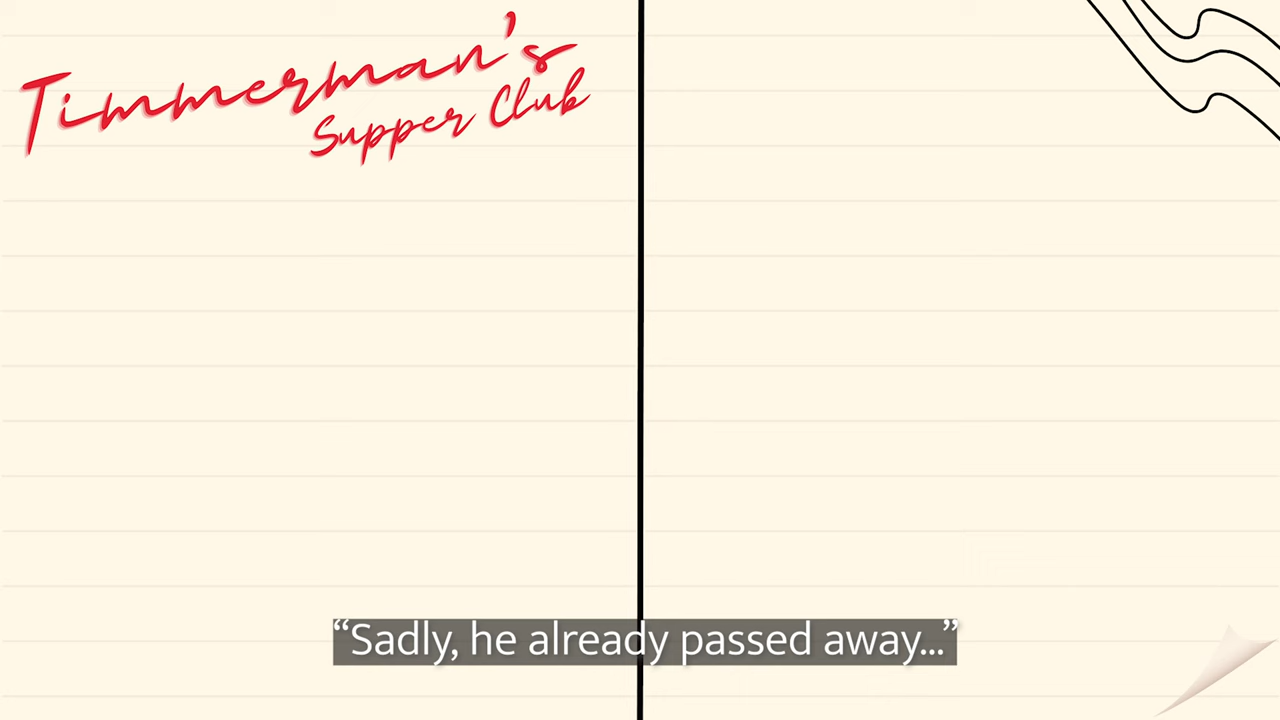 Timmerman's
Supper Club
“Sadly, he already passed away...”